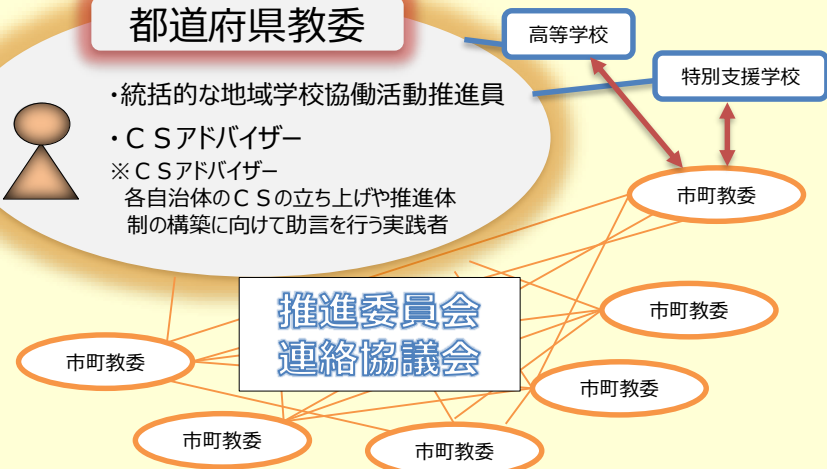 都道府県教委
高等学校
特別支援学校
・統括的な地域学校協働活動推進員
・ＣＳアドバイザー
※ＣＳアドバイザー
各自治体のＣＳの立ち上げや推進体
制の構築に向けて助言を行う実践者
市町教委
推進委員会
連絡協議会
市町教委
市町教委
市町教委
市町教委
市町教委